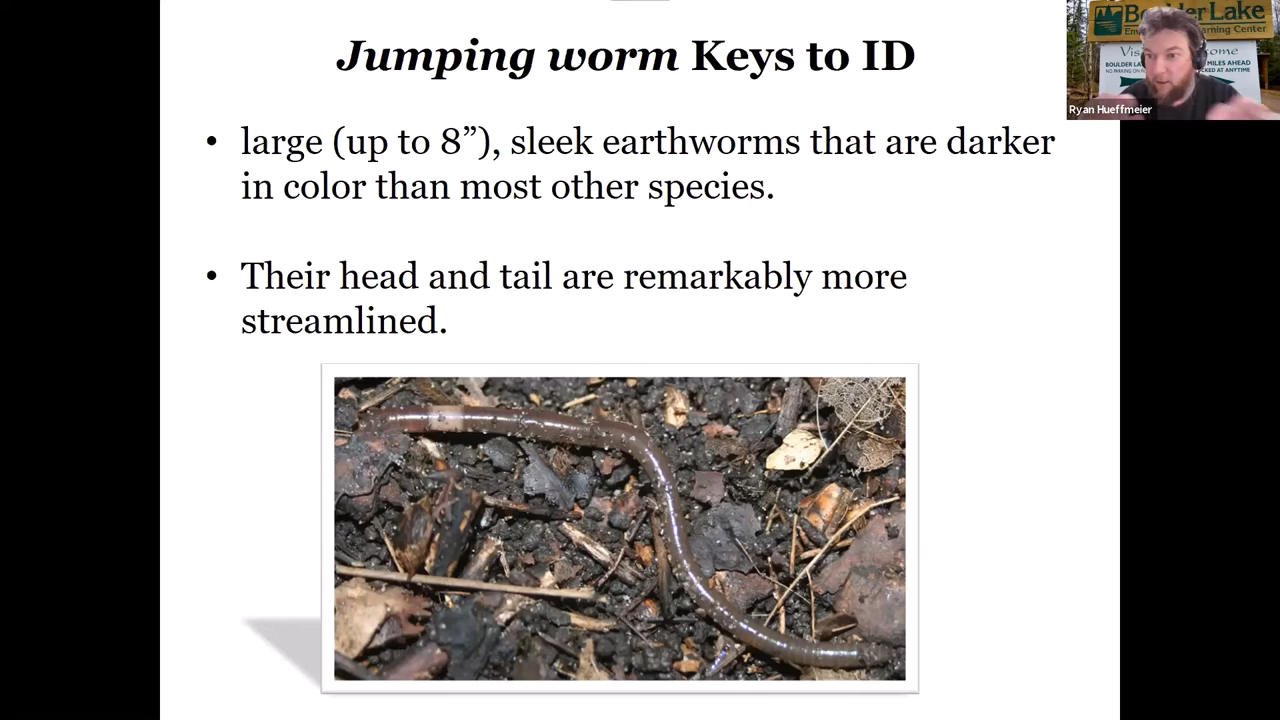 Jumping worm Keys to ID
• large (up to 8”), sleek earthworms that are darker
in color than most other species.
• Their head and tail are remarkably more
streamlined.
Lake
Ryan Hueffmeier